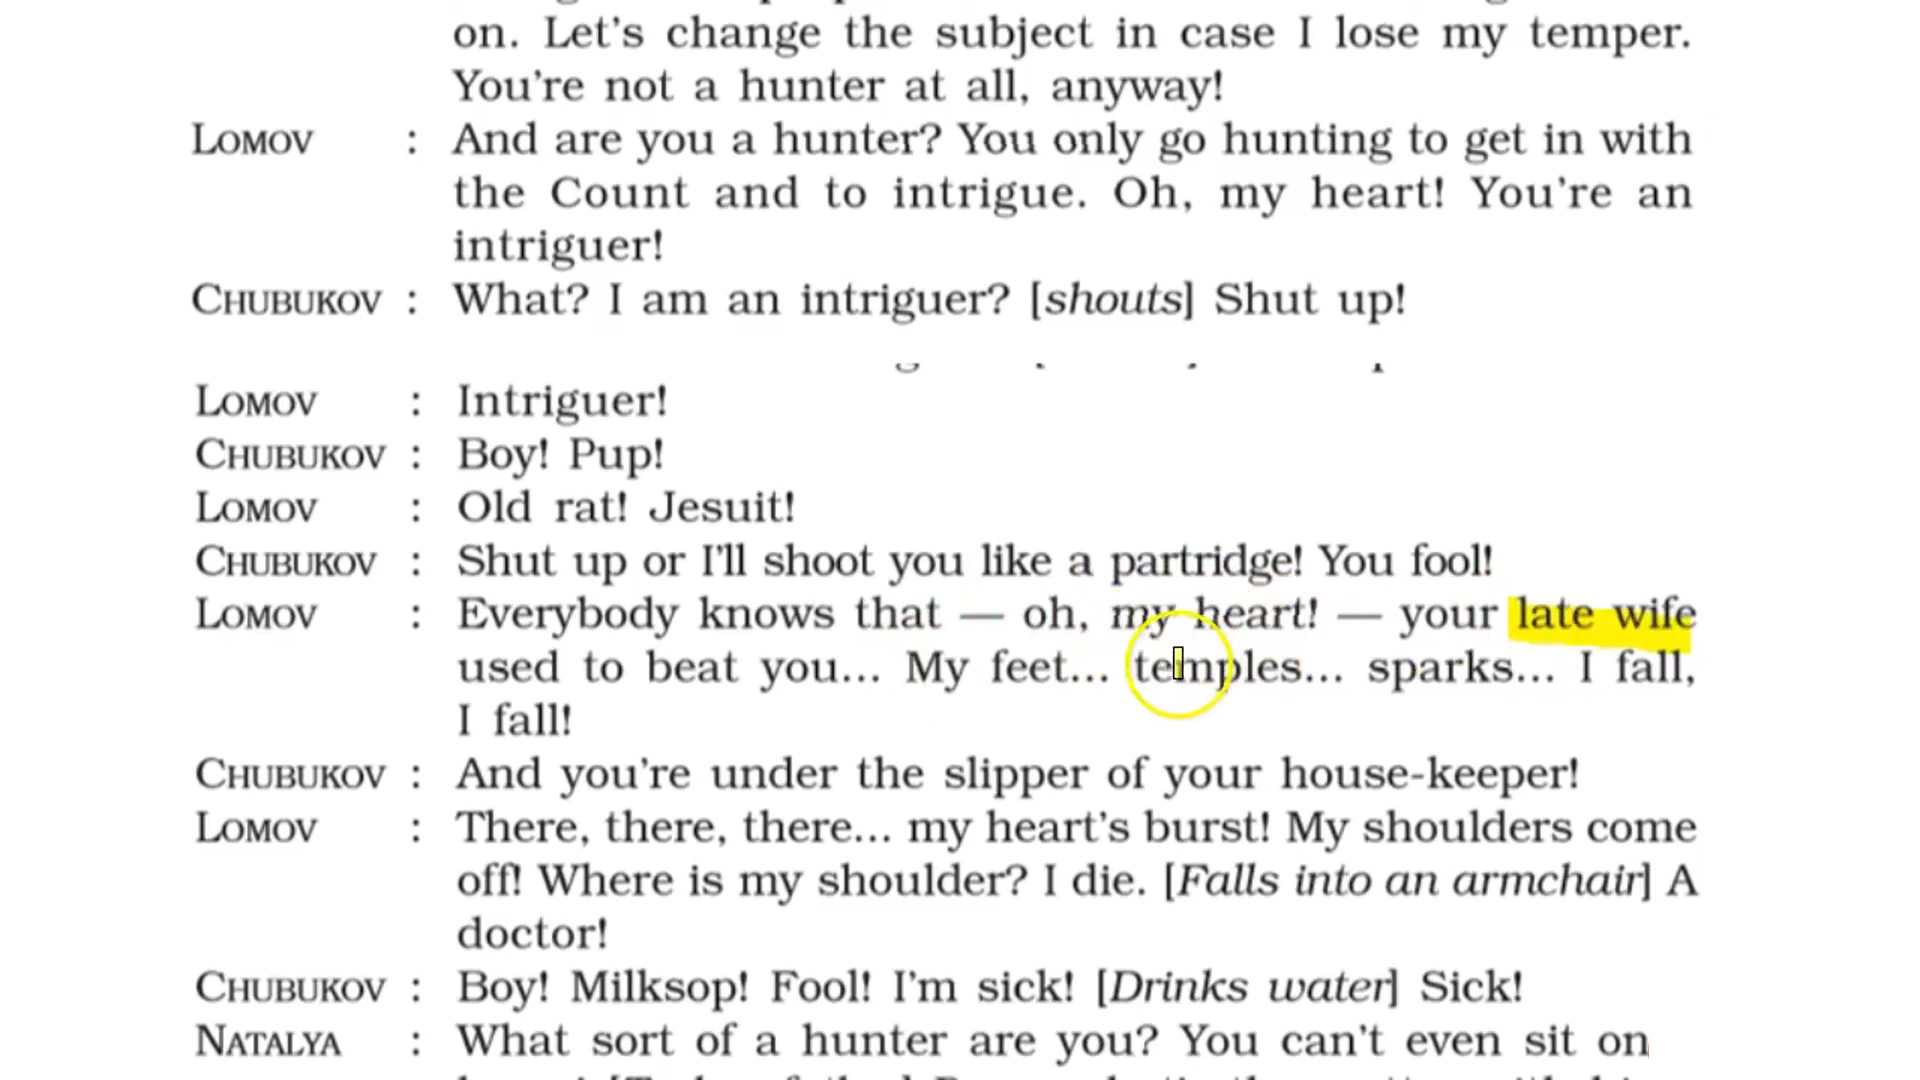 on. Let's change the subject in case I lose my temper.
You're not a hunter at all, anyway!
LOMOV : And are you a hunter? You only go hunting to get in with
the Count and to intrigue. Oh, my heart! You're an
intriguer!
CHUBUKOV : What? I am an intriguer? [shouts] Shut up!
LOMOV : Intriguer!
CHUBUKOV : Boy! Pup!
LOMOV : Old rat! Jesuit!
CHUBUKOV : Shut up or I'll shoot you like a partridge! You fool!
LOMOV : Everybody knows that — oh, my heart! — your late wife
used to beat you... My feet... temples... sparks... I fall,
I fall!
CHUBUKOV : And you're under the slipper of your house-keeper!
LOMOV : There, there, there... my heart's burst! My shoulders come
off! Where is my shoulder? I die. [Falls into an armchair] A
doctor!
CHUBUKOV : Boy! Milksop! Fool! I'm sick! [Drinks water] Sick!
NATALYA : What sort of a hunter are you? You can't even sit on